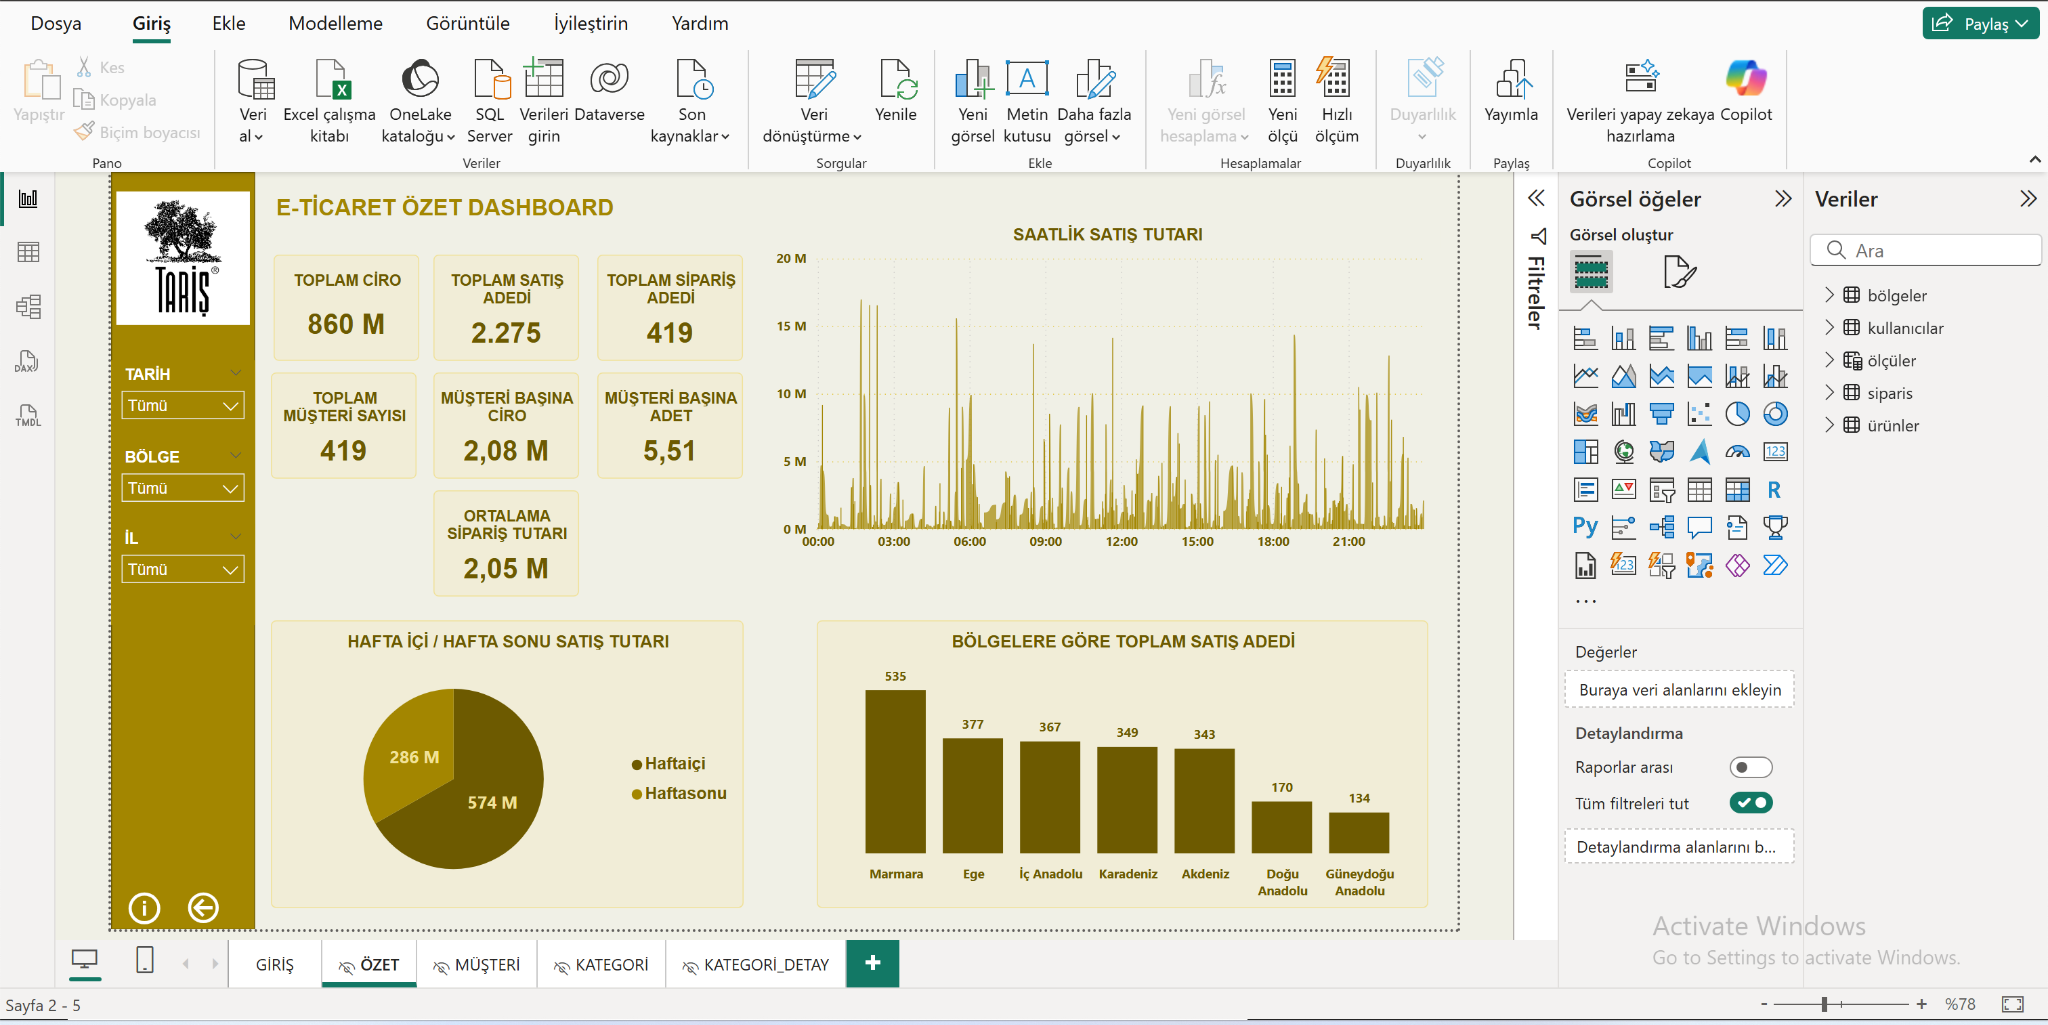 Dosya
Giriş
Ekle
Modelleme
Görüntüle
İyileştirin
Yardım
Paylaş
Yapıştır
Kes
Kopyala
Biçim boyacısı
Pano
Veri
al
Excel çalışma
kitabı
OneLake
kataloğu
SQL
Server
Verileri
girin
Dataverse
Son
kaynaklar
Veriler
Veri
dönüştürme
Yenile
Sorgular
Yeni
görsel
Metin
kutusu
Daha fazla
görsel
Ekle
Yeni görsel
hesaplama
Yeni
ölçü
Hızlı
ölçüm
Hesaplamalar
Duyarlılık
Duyarlılık
Yayımla
Paylaş
Verileri yapay zekaya
hazırlama
Copilot
Copilot
DAX
TMDL
TARİŞ®
TARİH
Tümü
BÖLGE
Tümü
İL
Tümü
E-TİCARET ÖZET DASHBOARD
TOPLAM CİRO
860 M
TOPLAM SATIŞ
ADEDİ
2.275
TOPLAM SİPARİŞ
ADEDİ
419
TOPLAM
MÜŞTERİ SAYISI
419
MÜŞTERİ BAŞINA
CİRO
2,08 M
MÜŞTERİ BAŞINA
ADET
5,51
ORTALAMA
SİPARİŞ TUTARI
2,05 M
SAATLİK SATIŞ TUTARI
20 M
15 M
10 M
5 M
0 M
00:00 03:00 06:00 09:00 12:00 15:00 18:00 21:00
HAFTA İÇİ / HAFTA SONU SATIŞ TUTARI
286 M
574 M
Haftaiçi
Haftasonu
BÖLGELERE GÖRE TOPLAM SATIŞ ADEDİ
535
377
367
349
343
170
134
Marmara
Ege
İç Anadolu
Karadeniz
Akdeniz
Doğu
Anadolu
Güneydoğu
Anadolu
Filtreler
Görsel öğeler
Görsel oluştur
123
R
Py
123
...
Değerler
Buraya veri alanlarını ekleyin
Detaylandırma
Raporlar arası
Tüm filtreleri tut
Detaylandırma alanlarını b...
Veriler
Ara
bölgeler
kullanıcılar
ölçüler
siparis
ürünler
Activate Windows
Go to Settings to activate Windows.
GİRİŞ
ÖZET
MÜŞTERİ
KATEGORİ
KATEGORİ_DETAY
+
Sayfa 2 - 5
- + %78